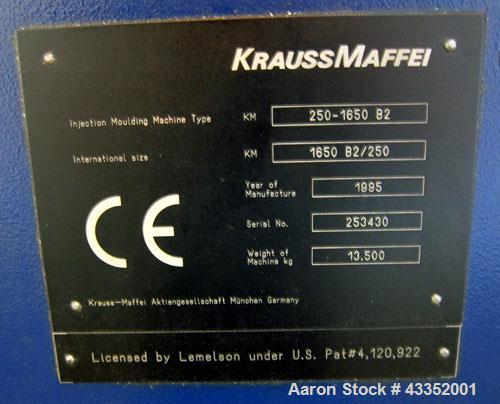 KRAUSSMAFFEI
Injection Moulding Machine Type KM 250-1650 B2
International size KM 1650 B2/250
Year of Manufacture 1995
Serial No. 253430
Weight of Machine kg 13.500
CE
Krauss-Maffei Aktiengesellschaft München Germany
Licensed by Lemelson under U.S. Pat#4,120,922
Aaron Stock # 43352001